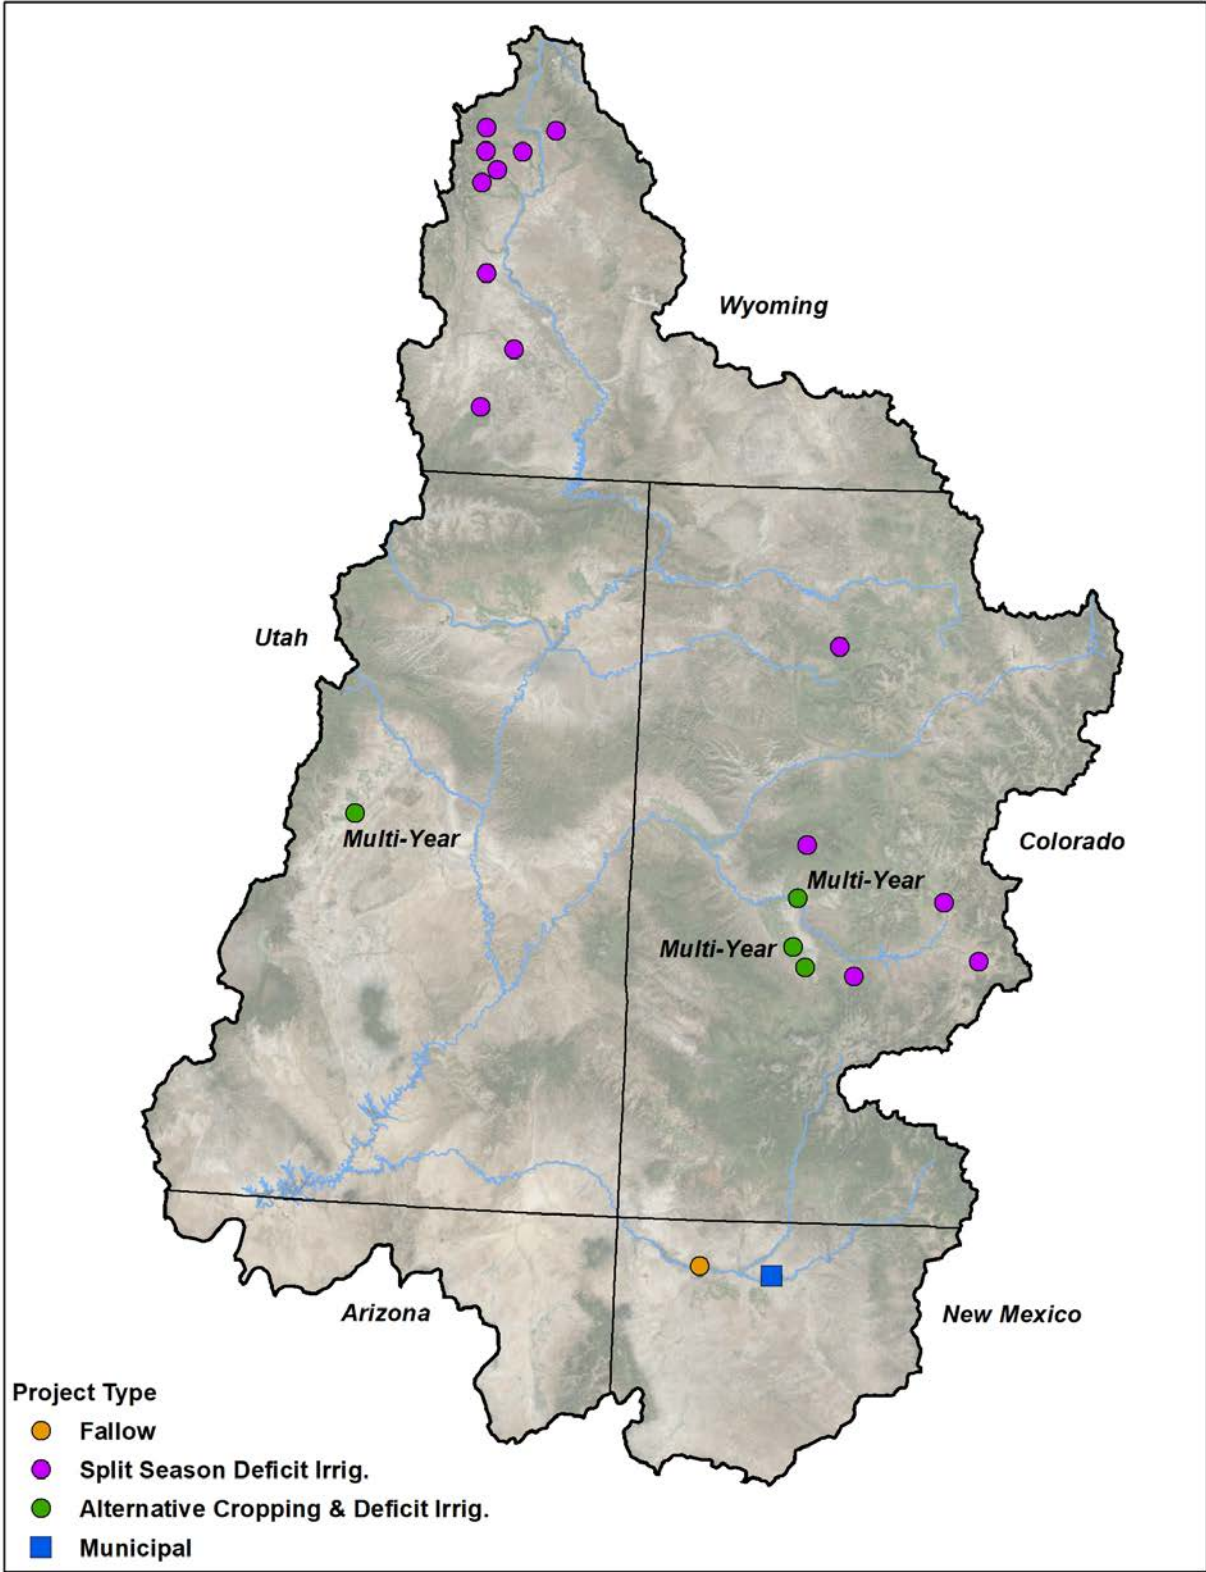 Wyoming
Utah
Multi-Year
Colorado
Multi-Year
Multi-Year
Arizona
New Mexico
Project Type
Fallow
Split Season Deficit Irrig.
Alternative Cropping & Deficit Irrig.
Municipal